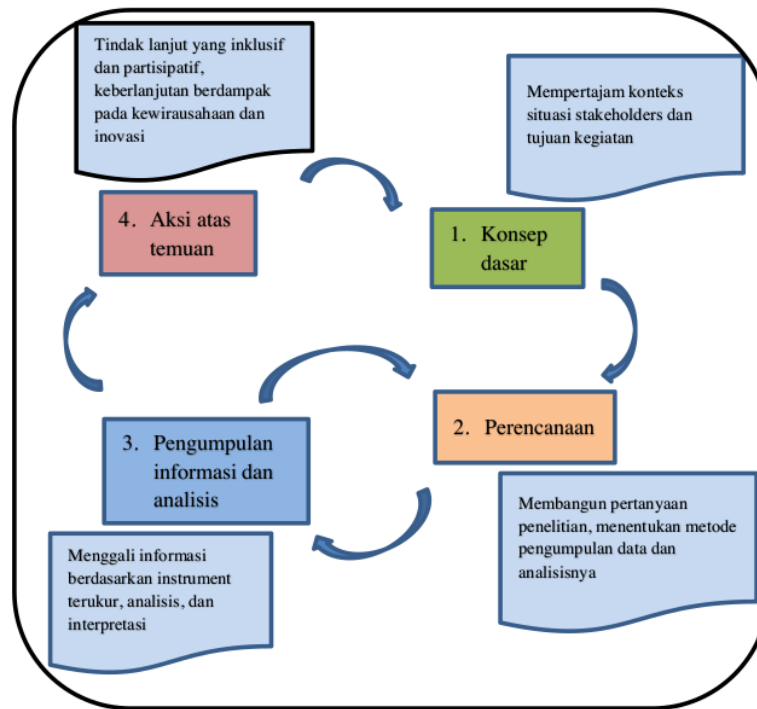 Tindak lanjut yang inklusif
dan partisipatif,
keberlanjutan berdampak
pada kewirausahaan dan
inovasi
Mempertajam konteks
situasi stakeholders dan
tujuan kegiatan
4. Aksi atas
temuan
1. Konsep
dasar
3. Pengumpulan
informasi dan
analisis
2. Perencanaan
Menggali informasi
berdasarkan instrument
terukur, analisis, dan
interpretasi
Membangun pertanyaan
penelitian, menentukan metode
pengumpulan data dan
analisisnya